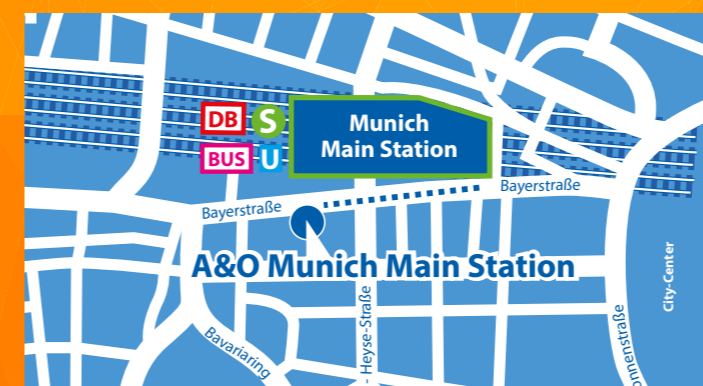 DB S
BUS U
Munich
Main Station
Bayerstraße
Bayerstraße
A&O Munich Main Station
City-Center
- Heyse-Straße
Bavariaring
onnenstraße